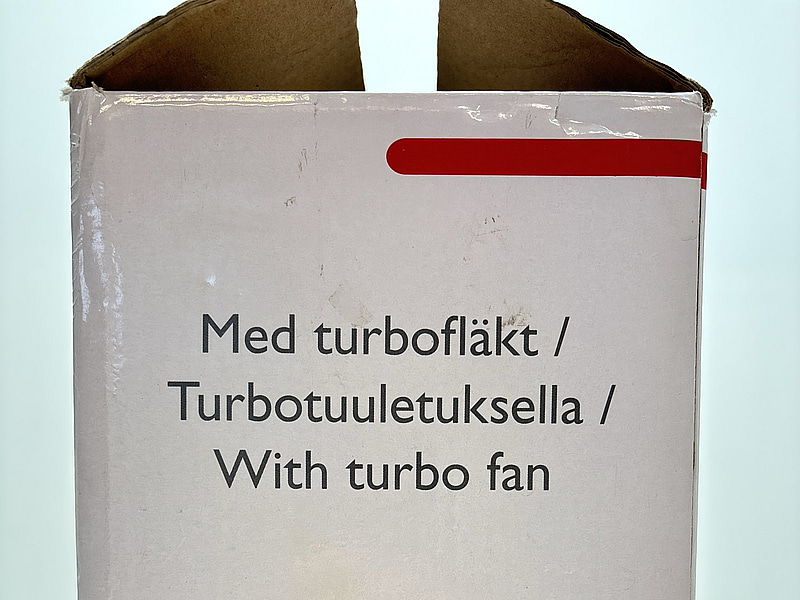 Med turbofläkt /
Turbotuuletuksella /
With turbo fan